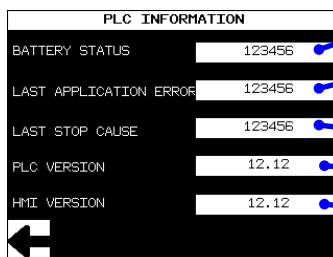 PLC INFORMATION
BATTERY STATUS 123456
LAST APPLICATION ERROR 123456
LAST STOP CAUSE 123456
PLC VERSION 12.12
HMI VERSION 12.12